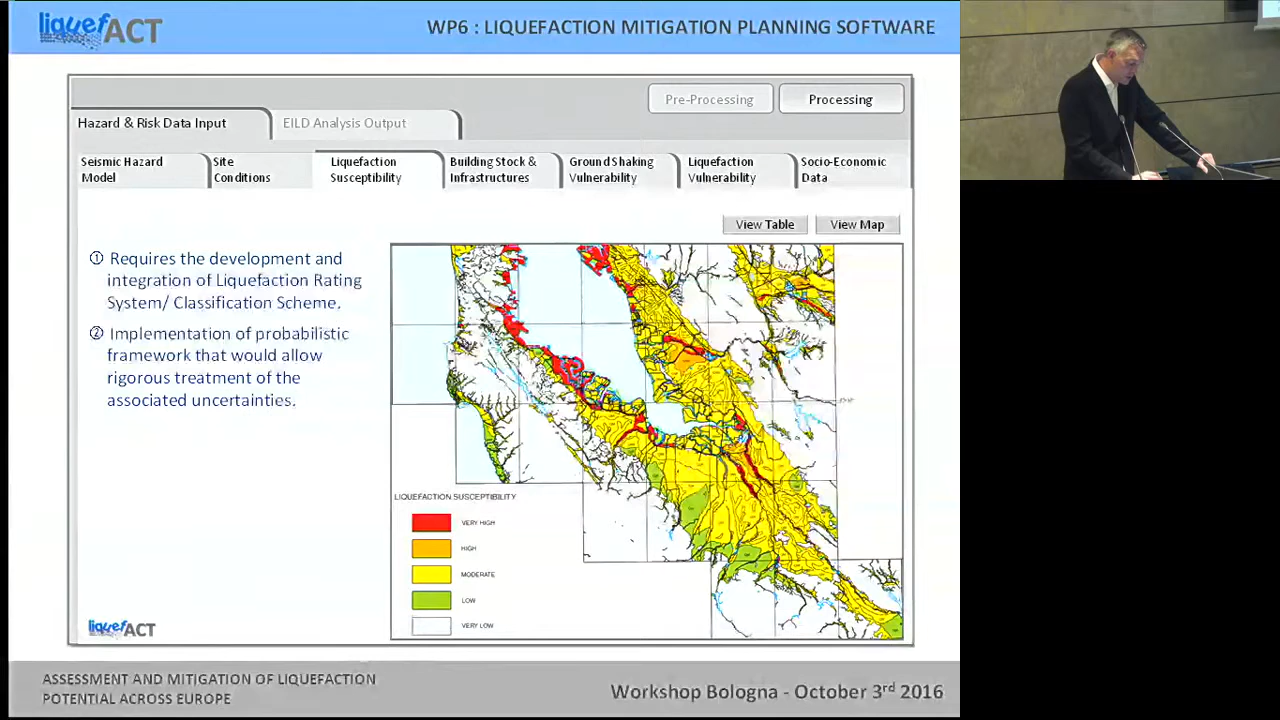 liquefACT
WP6 : LIQUEFACTION MITIGATION PLANNING SOFTWARE
Pre-Processing
Processing
Hazard & Risk Data Input
EILD Analysis Output
Seismic Hazard
Model
Site
Conditions
Liquefaction
Susceptibility
Building Stock &
Infrastructures
Ground Shaking
Vulnerability
Liquefaction
Vulnerability
Socio-Economic
Data
View Table
View Map
① Requires the development and
integration of Liquefaction Rating
System/ Classification Scheme.
② Implementation of probabilistic
framework that would allow
rigorous treatment of the
associated uncertainties.
LIQUEFACTION SUSCEPTIBILITY
VERY HIGH
HIGH
MODERATE
LOW
VERY LOW
liquefACT
ASSESSMENT AND MITIGATION OF LIQUEFACTION
POTENTIAL ACROSS EUROPE
Workshop Bologna - October 3rd 2016